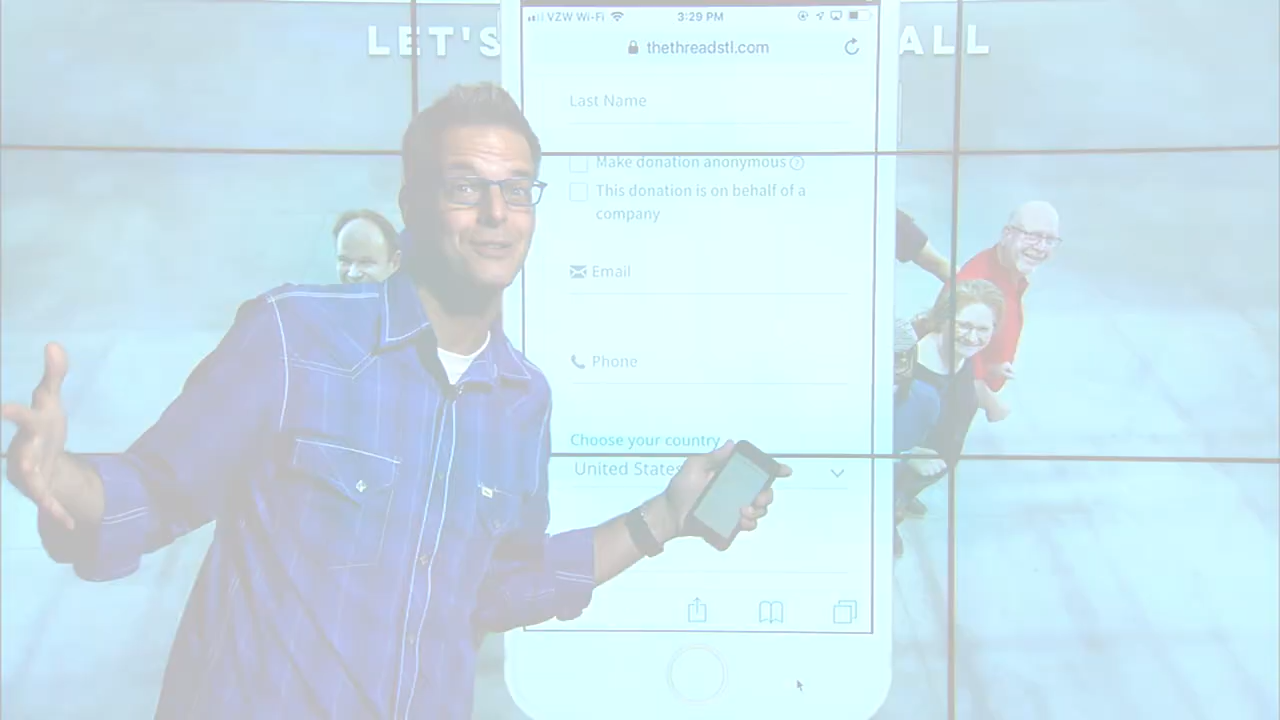 VZW Wi-Fi 3:29 PM
LET'S ALL
thethreadstl.com
Last Name
Make donation anonymous ?
This donation is on behalf of a
company
Email
Phone
Choose your country
United States